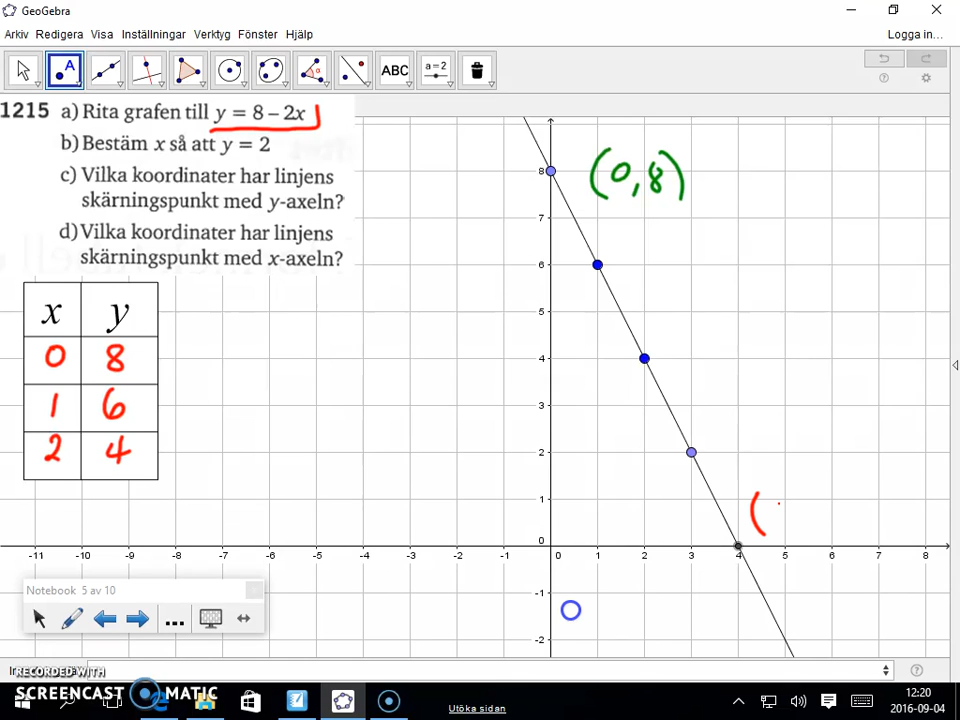 GeoGebra
Arkiv Redigera Visa Inställningar Verktyg Fönster Hjälp Logga in...
A ABC a=2
1215 a) Rita grafen till y = 8 – 2x
b) Bestäm x så att y = 2
c) Vilka koordinater har linjens
skärningspunkt med y-axeln?
d) Vilka koordinater har linjens
skärningspunkt med x-axeln?
x y
0 8
1 6
2 4
(0,8)
(
8
7
6
5
4
3
2
1
0
-1
-2
-11 -10 -9 -8 -7 -6 -5 -4 -3 -2 -1 0 1 2 3 4 5 6 7 8
Notebook 5 av 10
...
RECORDED WITH
SCREENCAST MATIC
Utöka sidan
12:20
2016-09-04